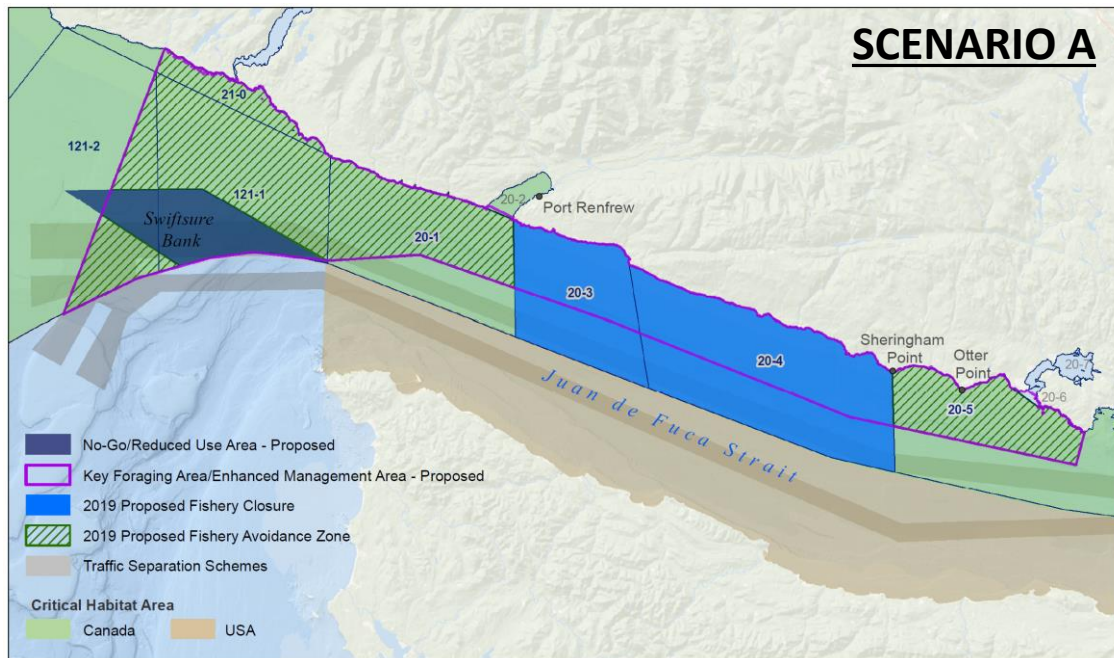 SCENARIO A
21-0
121-2
121-1
Swiftsure
Bank
20-2
Port Renfrew
20-1
20-3
20-4
Sheringham
Point
Otter
Point
20-7
20-6
20-5
Juan de Fuca Strait
No-Go/Reduced Use Area - Proposed
Key Foraging Area/Enhanced Management Area - Proposed
2019 Proposed Fishery Closure
2019 Proposed Fishery Avoidance Zone
Traffic Separation Schemes
Critical Habitat Area
Canada
USA